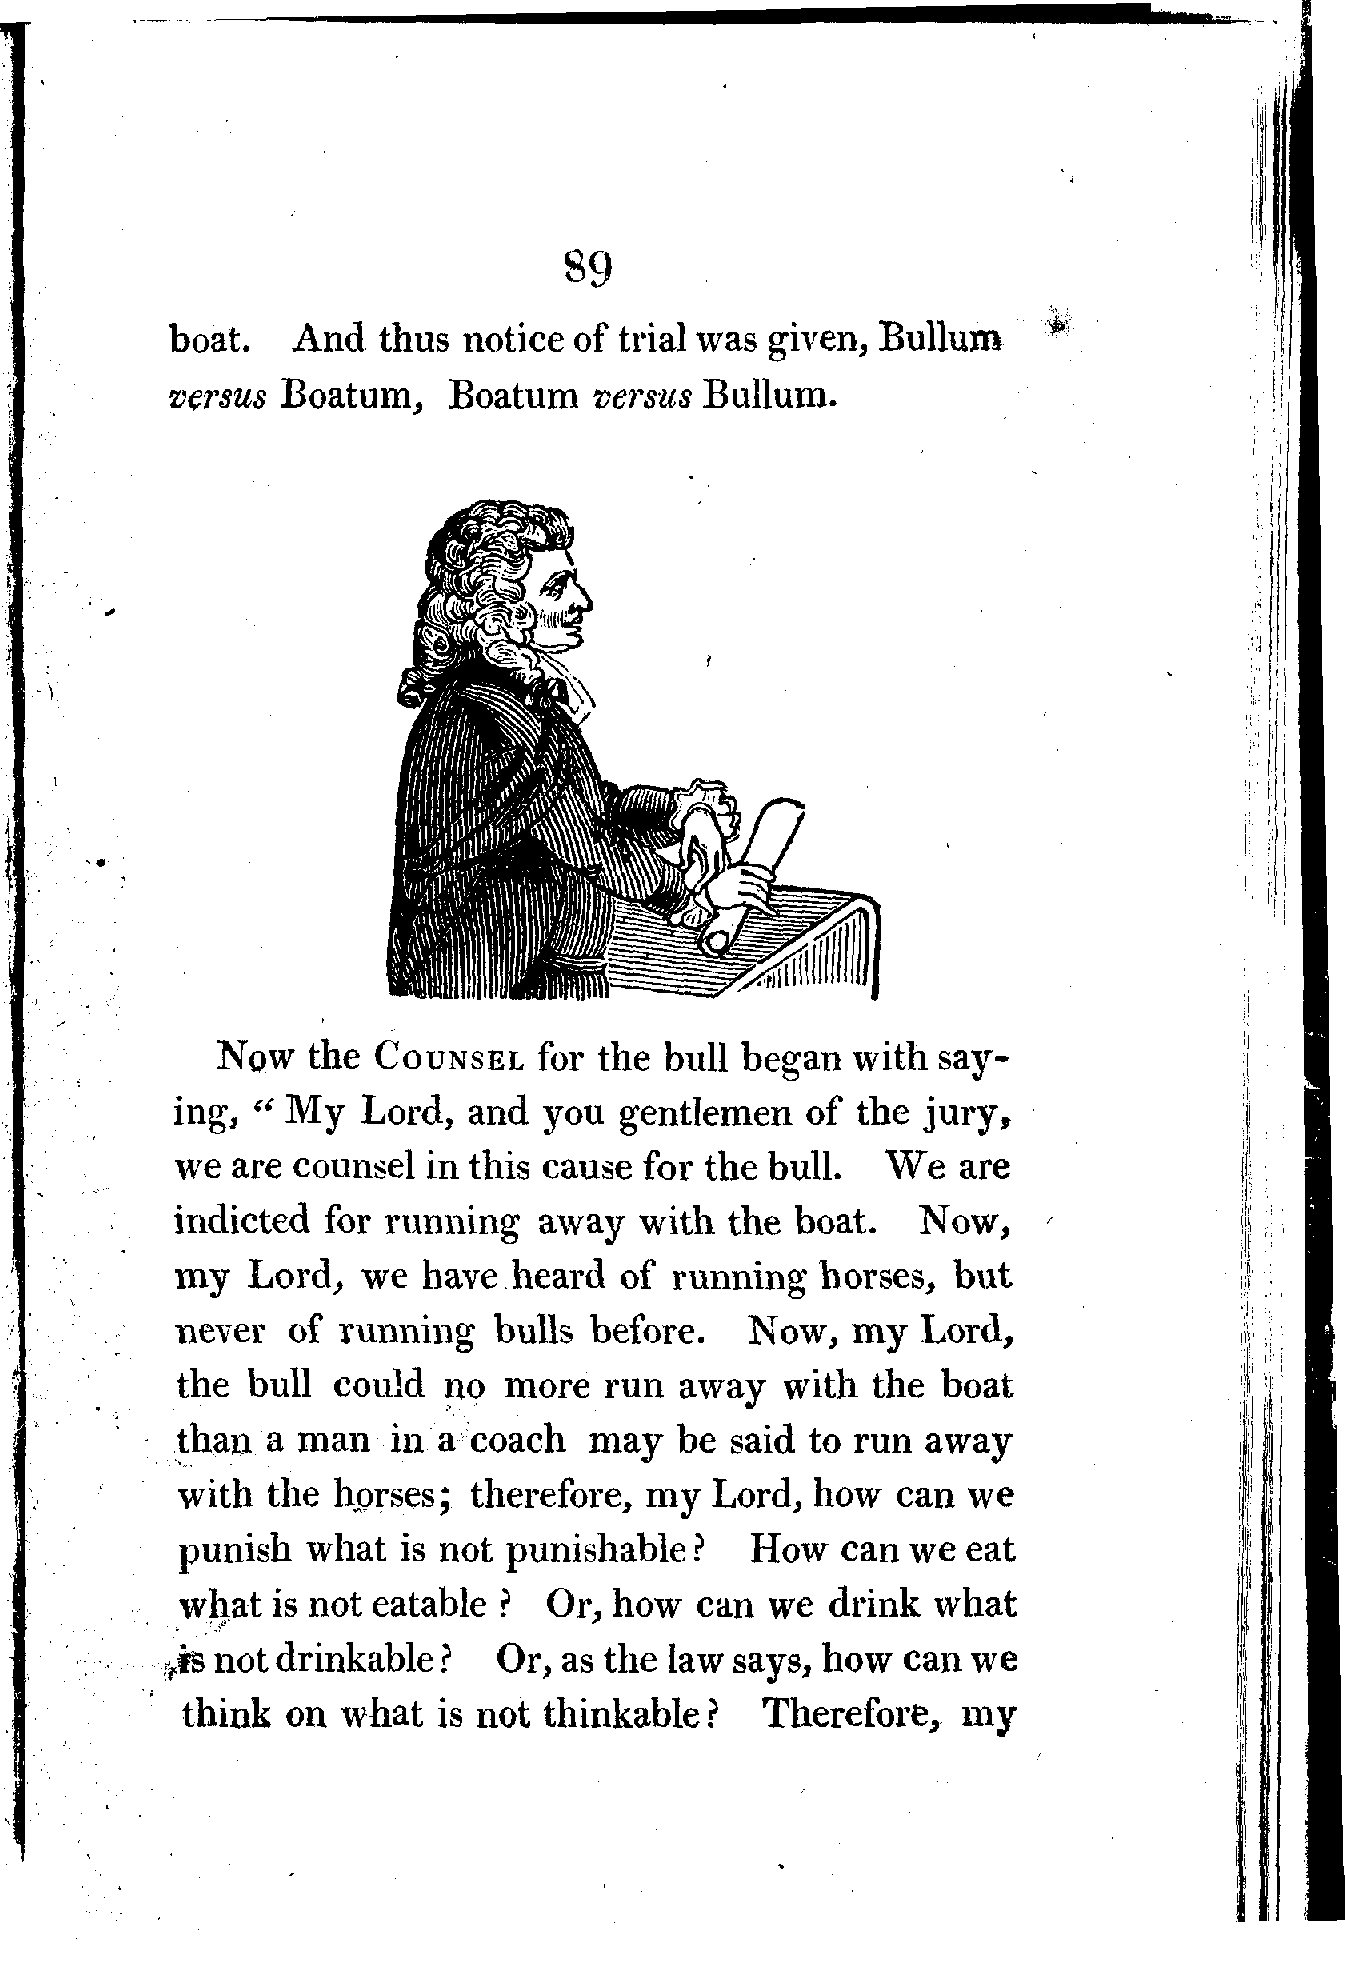 89
boat. And thus notice of trial was given, Bullum
versus Boatum, Boatum versus Bullum.
Now the COUNSEL for the bull began with say-
ing, “ My Lord, and you gentlemen of the jury,
we are counsel in this cause for the bull. We are
indicted for running away with the boat. Now,
my Lord, we have heard of running horses, but
never of running bulls before. Now, my Lord,
the bull could no more run away with the boat
than a man in a coach may be said to run away
with the horses; therefore, my Lord, how can we
punish what is not punishable? How can we eat
what is not eatable ? Or, how can we drink what
is not drinkable? Or, as the law says, how can we
think on what is not thinkable? Therefore, my